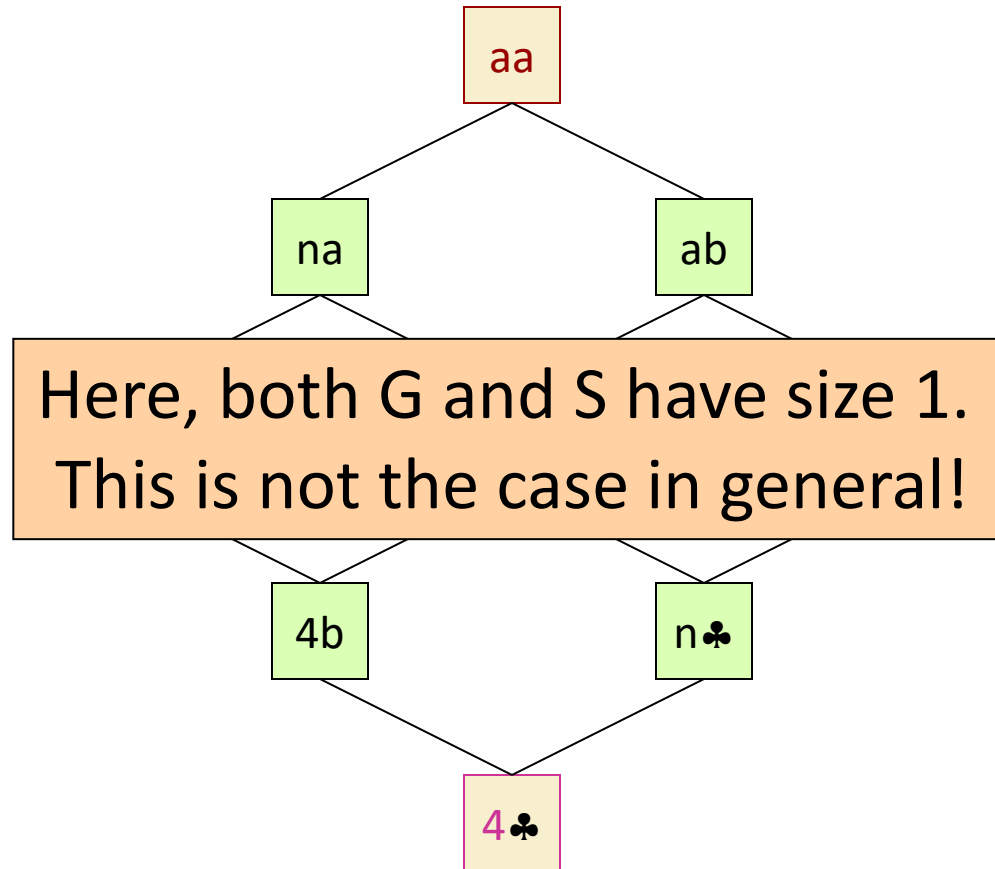 aa
na ab
Here, both G and S have size 1.
This is not the case in general!
4b n♣
4♣